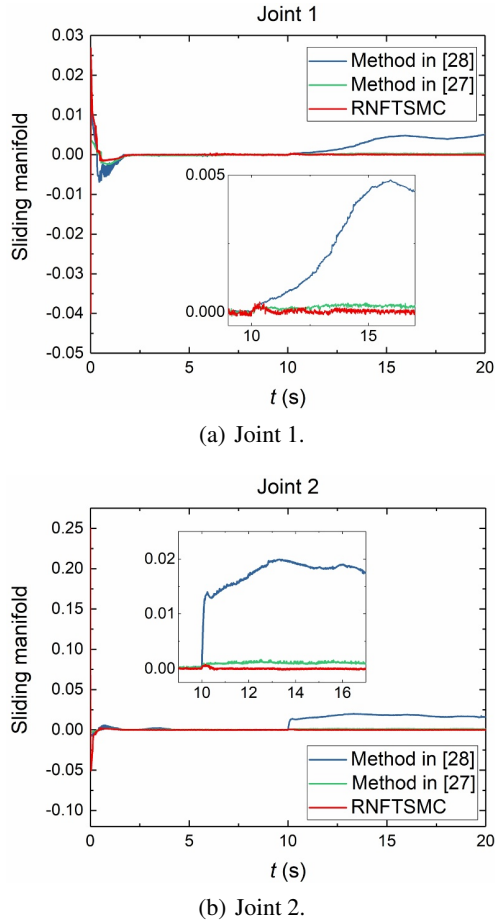 Joint 1
0.03
0.02
0.01
0.00
-0.01
-0.02
-0.03
-0.04
-0.05
Sliding manifold
Method in [28]
Method in [27]
RNFTSMC
0.005
0.000
10
15
0
5
10
15
20
t (s)
(a) Joint 1.
Joint 2
0.25
0.20
0.15
0.10
0.05
0.00
-0.05
-0.10
Sliding manifold
0.02
0.01
0.00
10
12
14
16
Method in [28]
Method in [27]
RNFTSMC
0
5
10
15
20
t (s)
(b) Joint 2.